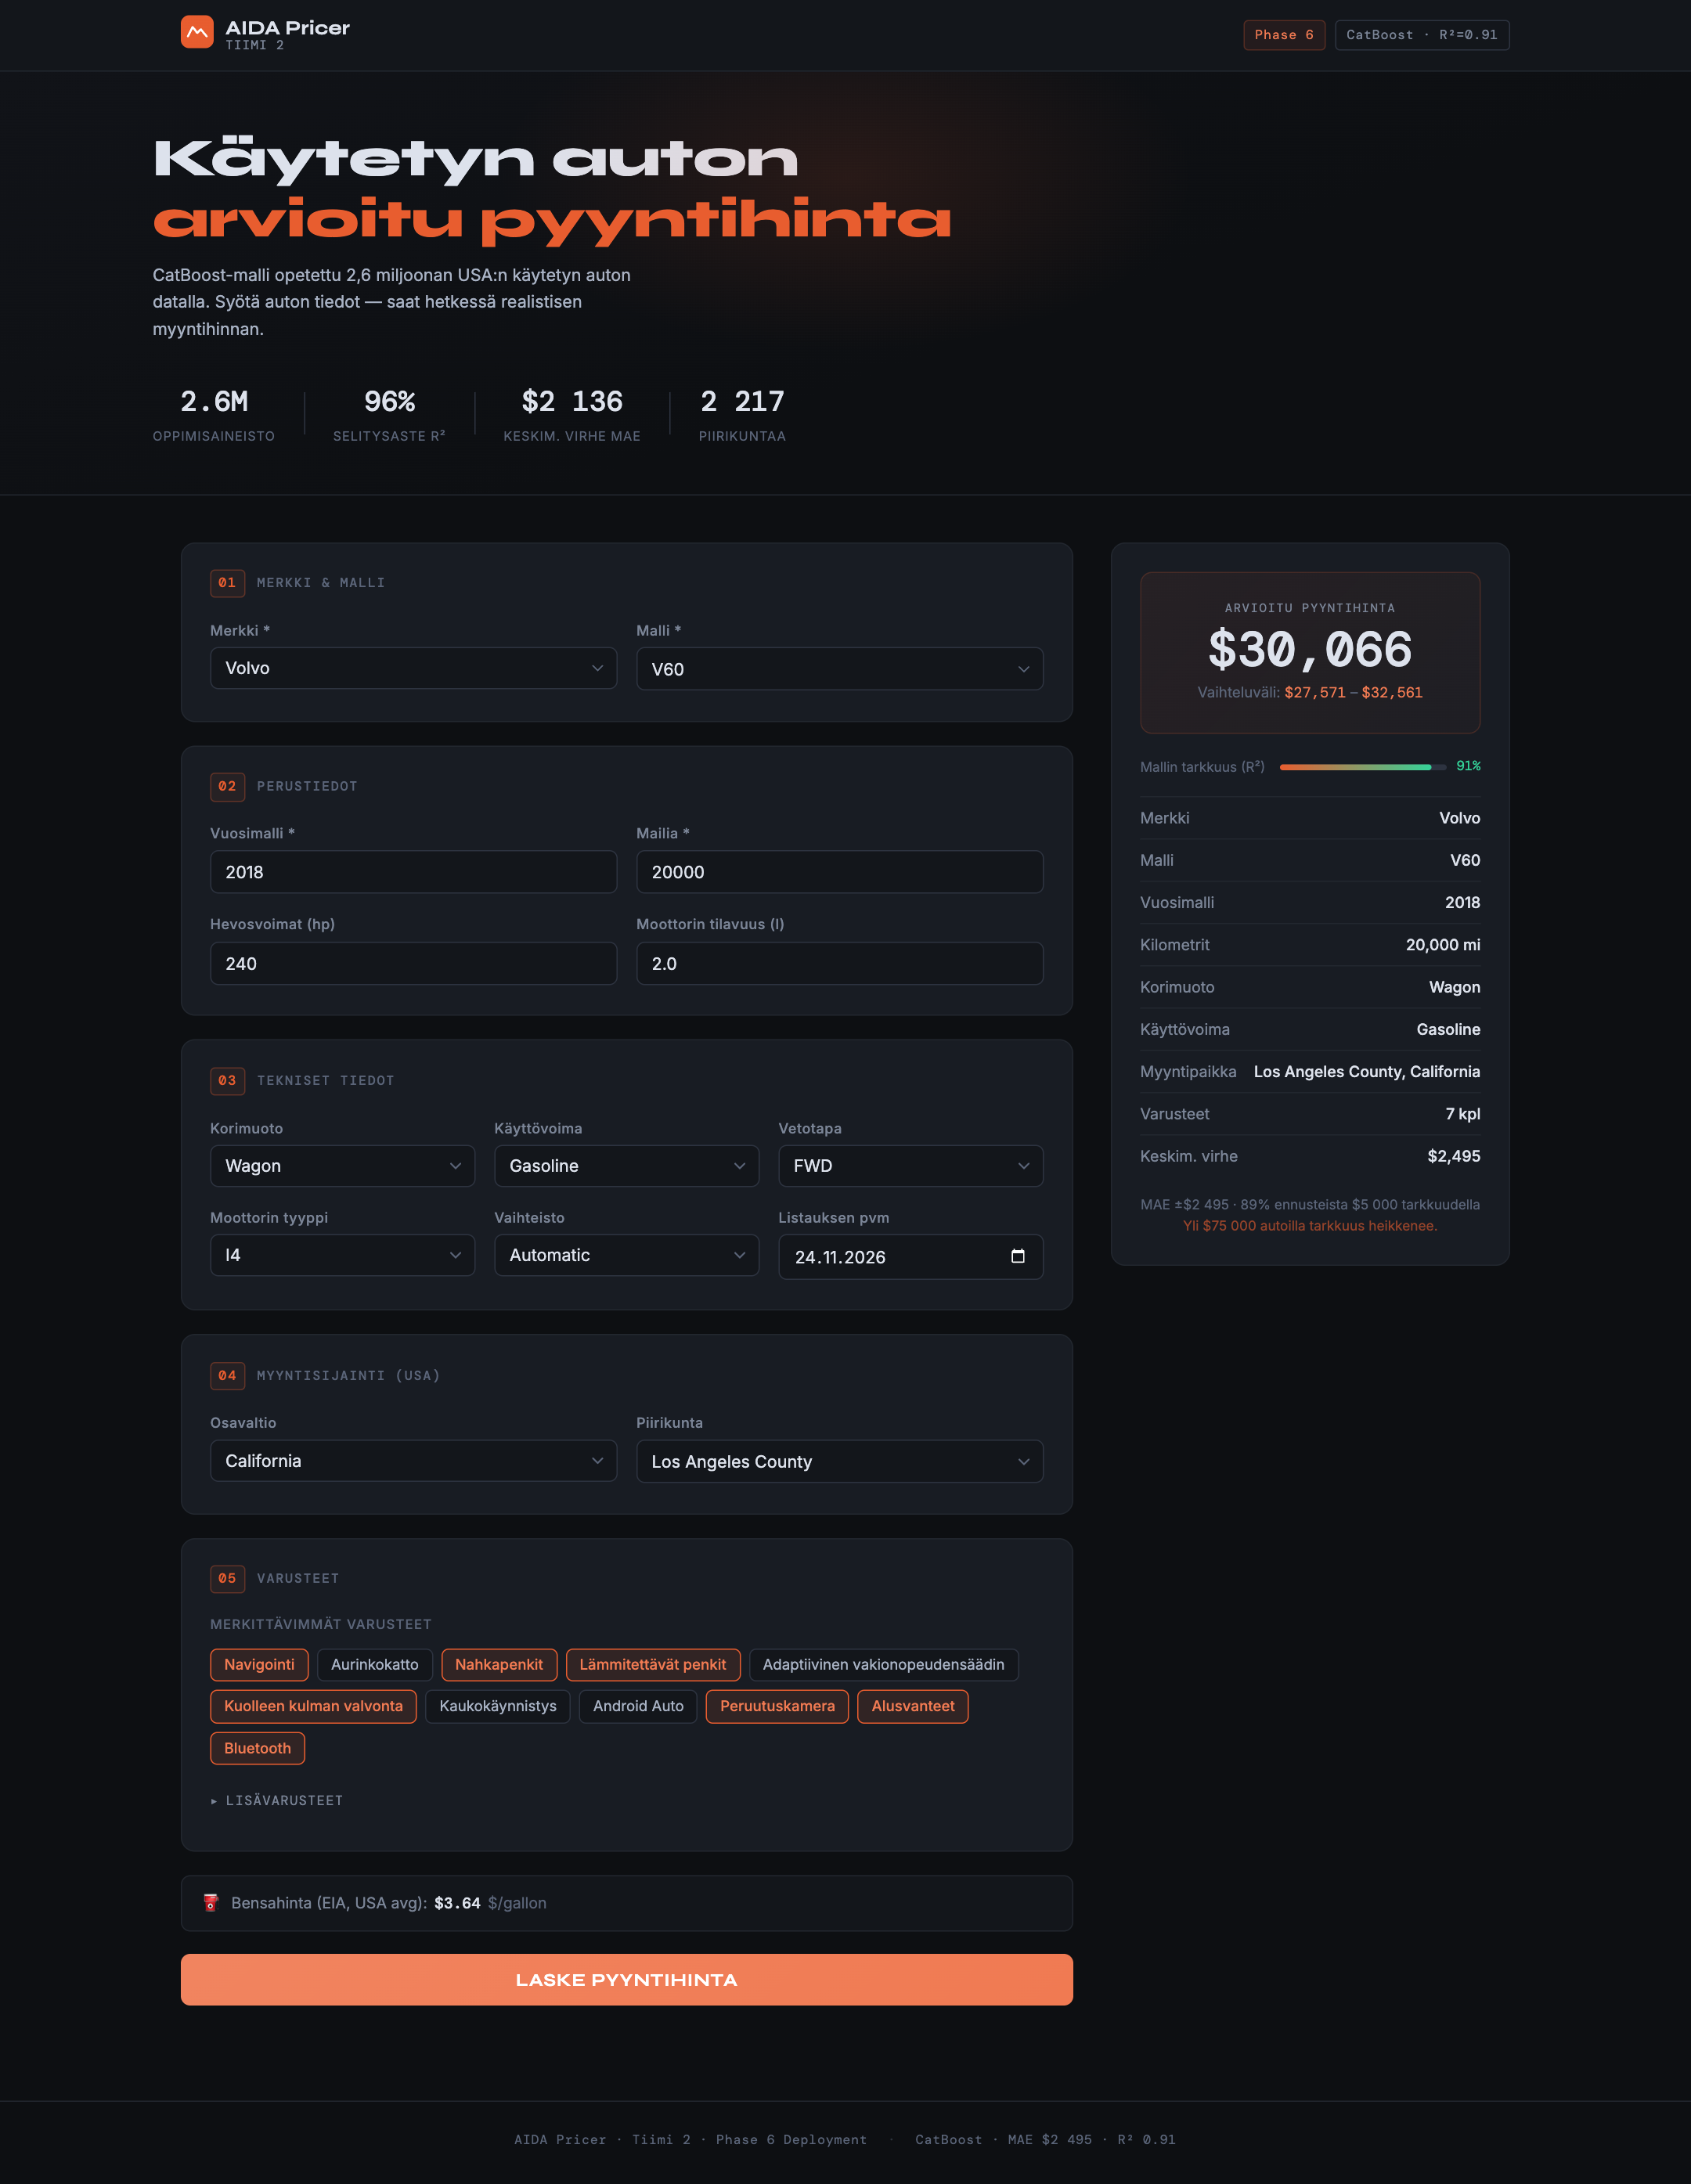 AIDA Pricer
TIIMI 2
Phase 6
CatBoost · R²=0.91
Käytetyn auton
arvioitu pyyntihinta
CatBoost-malli opetettu 2,6 miljoonan USA:n käytetyn auton
datalla. Syötä auton tiedot — saat hetkessä realistisen
myyntihinnan.
2.6M
OPPIMISAINEISTO
96%
SELITYSASTE R²
$2 136
KESKIM. VIRHE MAE
2 217
PIIRIKUNTAA
01 MERKKI & MALLI
Merkki *
Volvo
Malli *
V60
02 PERUSTIEDOT
Vuosimalli *
2018
Mailia *
20000
Hevosvoimat (hp)
240
Moottorin tilavuus (l)
2.0
03 TEKNISET TIEDOT
Korimuoto
Wagon
Käyttövoima
Gasoline
Vetotapa
FWD
Moottorin tyyppi
I4
Vaihteisto
Automatic
Listauksen pvm
24.11.2026
04 MYYNTISIJAINTI (USA)
Osavaltio
California
Piirikunta
Los Angeles County
05 VARUSTEET
MERKITTÄVIMMÄT VARUSTEET
Navigointi Aurinkokatto Nahkapenkit Lämmitettävät penkit Adaptiivinen vakionopeudensäädin
Kuolleen kulman valvonta Kaukokäynnistys Android Auto Peruutuskamera Alusvanteet
Bluetooth
▸ LISÄVARUSTEET
Bensahinta (EIA, USA avg): $3.64 $/gallon
LASKE PYYNTIHINTA
ARVIOITU PYYNTIHINTA
$30,066
Vaihteluväli: $27,571 – $32,561
Mallin tarkkuus (R²) 91%
Merkki Volvo
Malli V60
Vuosimalli 2018
Kilometrit 20,000 mi
Korimuoto Wagon
Käyttövoima Gasoline
Myyntipaikka Los Angeles County, California
Varusteet 7 kpl
Keskim. virhe $2,495
MAE ±$2 495 · 89% ennusteista $5 000 tarkkuudella
Yli $75 000 autoilla tarkkuus heikkenee.
AIDA Pricer · Tiimi 2 · Phase 6 Deployment · CatBoost · MAE $2 495 · R² 0.91